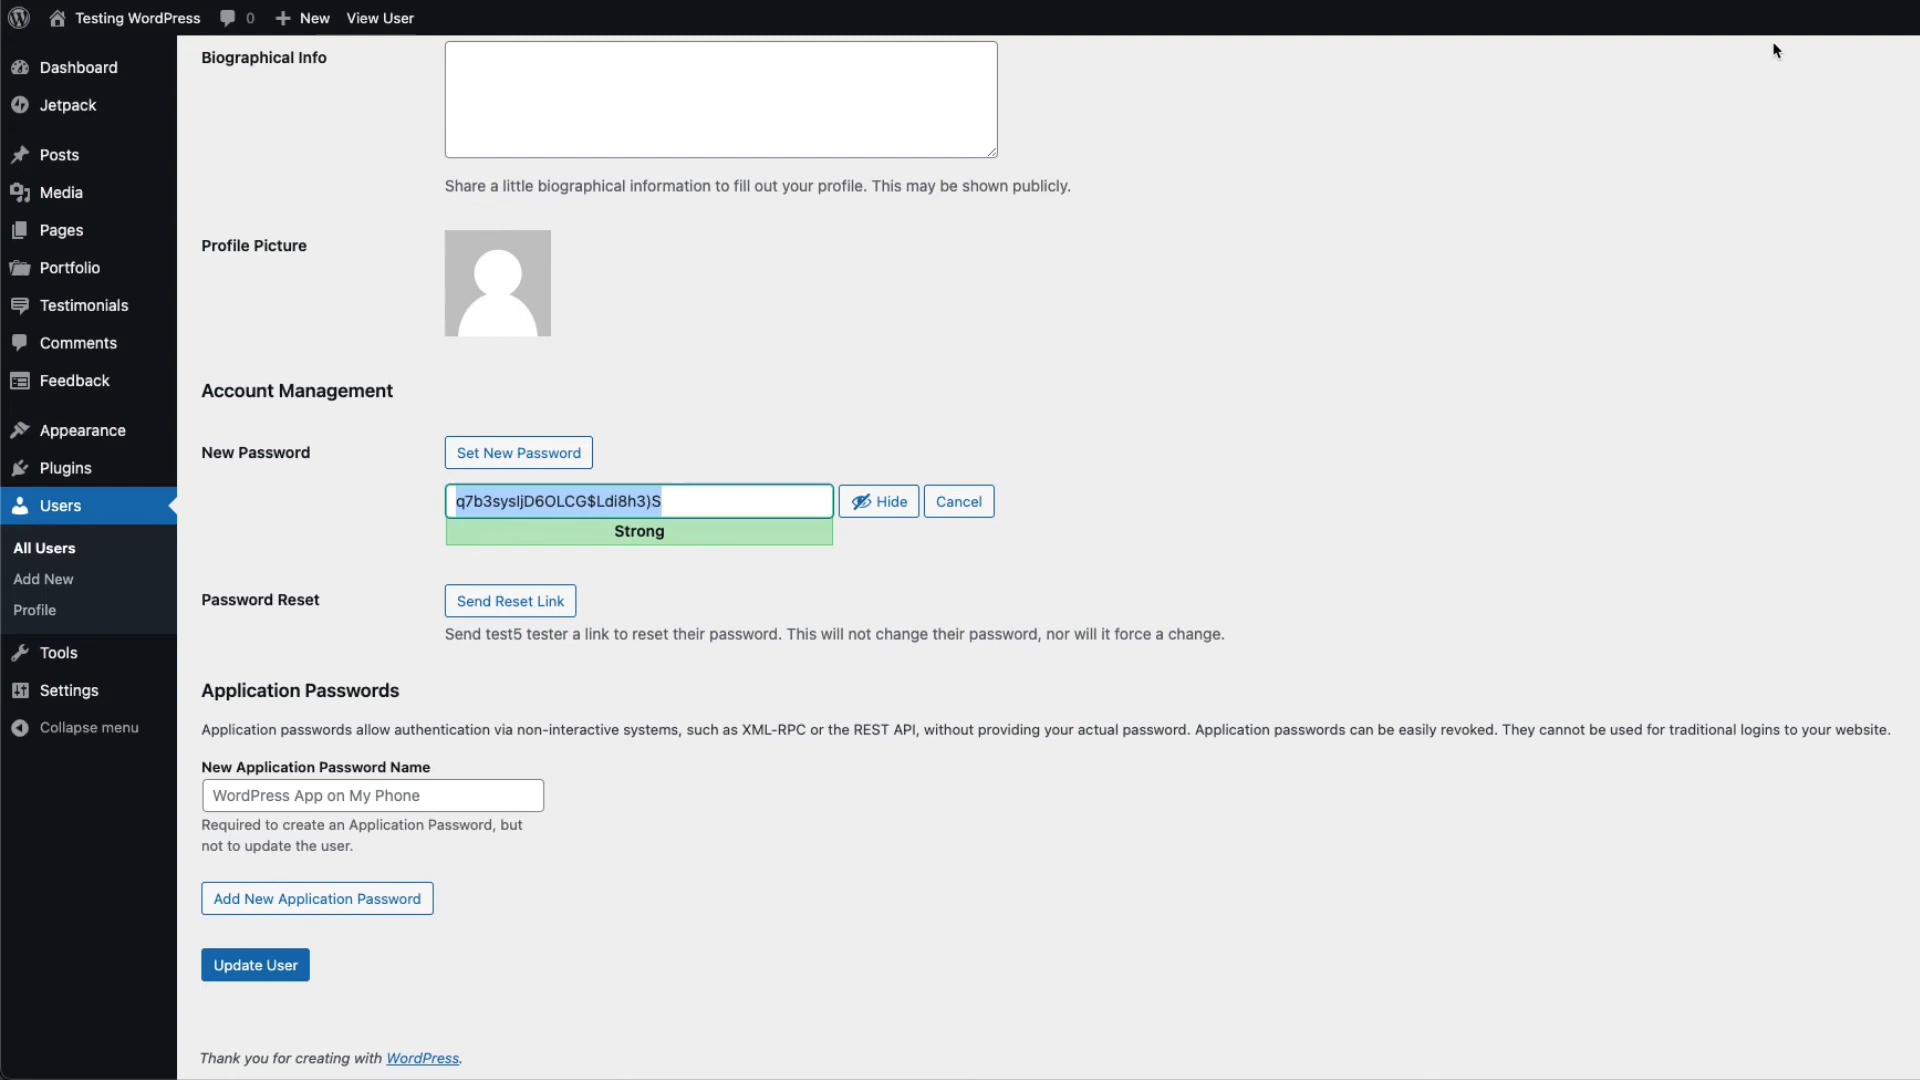 Testing WordPress 0 New View User
Dashboard
Jetpack
Posts
Media
Pages
Portfolio
Testimonials
Comments
Feedback
Appearance
Plugins
Users
All Users
Add New
Profile
Tools
Settings
Collapse menu
Biographical Info
Share a little biographical information to fill out your profile. This may be shown publicly.
Profile Picture
Account Management
New Password
Set New Password
q7b3sysljD6OLCG$Ldi8h3)S
Hide
Cancel
Strong
Password Reset
Send Reset Link
Send test5 tester a link to reset their password. This will not change their password, nor will it force a change.
Application Passwords
Application passwords allow authentication via non-interactive systems, such as XML-RPC or the REST API, without providing your actual password. Application passwords can be easily revoked. They cannot be used for traditional logins to your website.
New Application Password Name
WordPress App on My Phone
Required to create an Application Password, but
not to update the user.
Add New Application Password
Update User
Thank you for creating with WordPress.